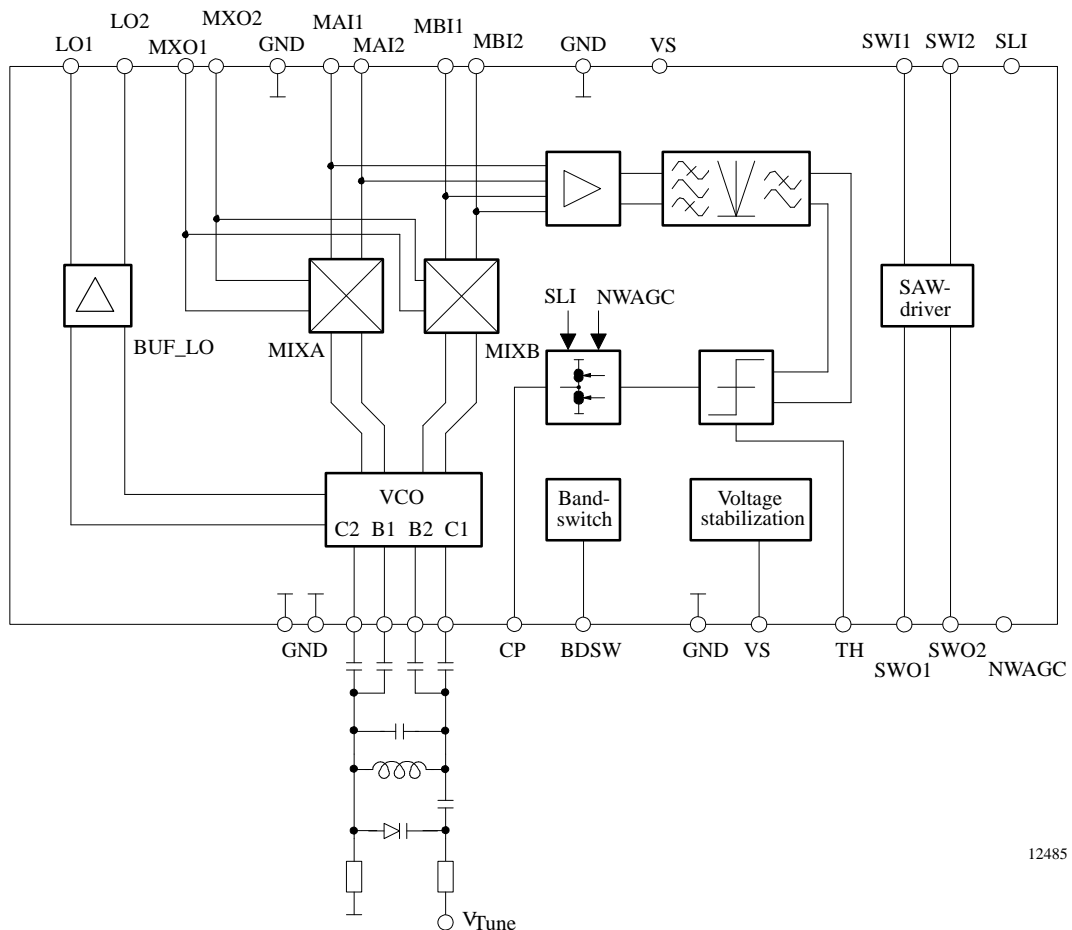 LO1
LO2
MXO1
MXO2
GND
MAI1
MAI2
MBI1
MBI2
GND
VS
SWI1
SWI2
SLI
BUF_LO
MIXA
MIXB
SLI
NWAGC
SAW-
driver
VCO
C2 B1 B2 C1
Band-
switch
Voltage
stabilization
GND
CP
BDSW
GND
VS
TH
SWO1
SWO2
NWAGC
VTune
12485